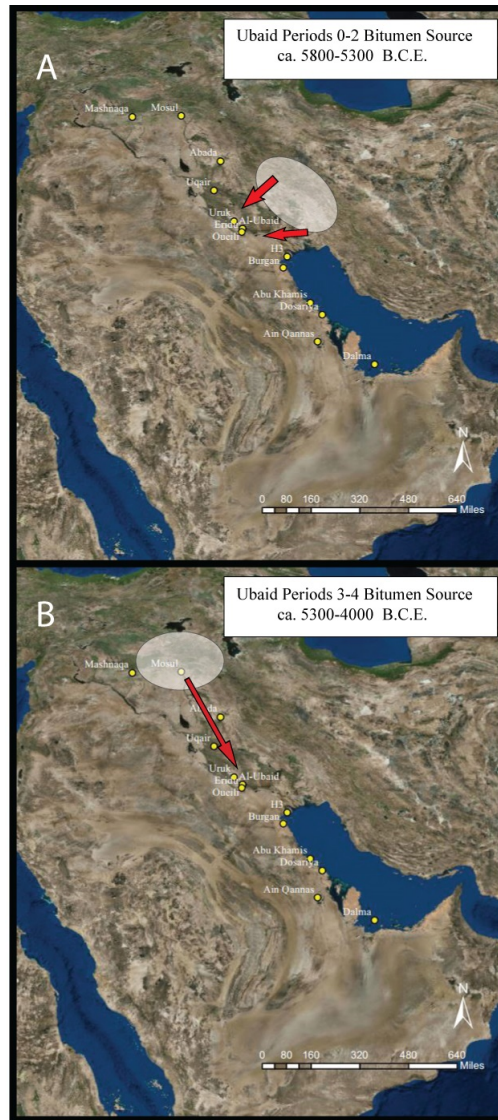 Ubaid Periods 0-2 Bitumen Source
ca. 5800-5300 B.C.E.
A
Mashnaqa
Mosul
Abada
Uqair
Uruk
Al-Ubaid
Eridu
Oueili
H3
Burgan
Abu Khamis
Dosariya
Ain Qannas
Dalma
N
0 80 160 320 480 640
Miles
Ubaid Periods 3-4 Bitumen Source
ca. 5300-4000 B.C.E.
B
Mashnaqa
Mosul
Abada
Uqair
Uruk
Al-Ubaid
Eridu
Oueili
H3
Burgan
Abu Khamis
Dosariya
Ain Qannas
Dalma
N
0 80 160 320 480 640
Miles